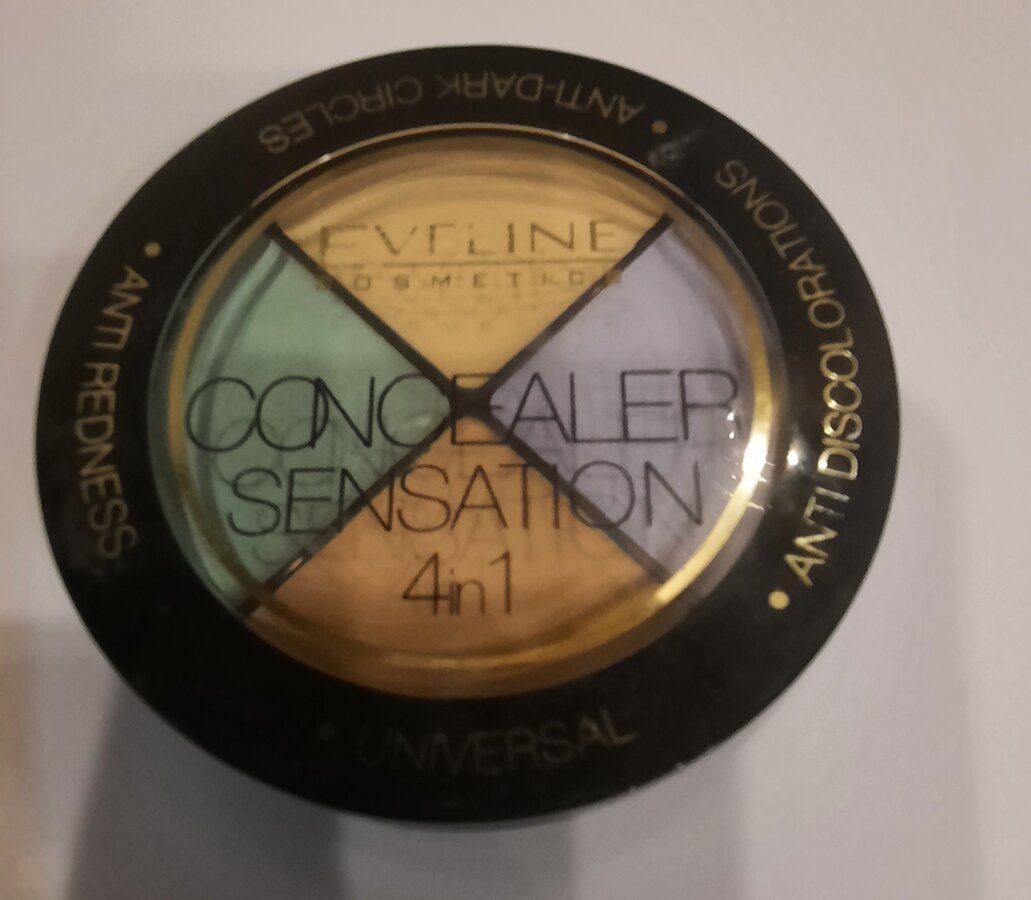 EVELINE
COSMETICS
CONCEALER
SENSATION
4in1
ANTI-DARK CIRCLES
ANTI DISCOLORATIONS
UNIVERSAL
ANTI REDNESS